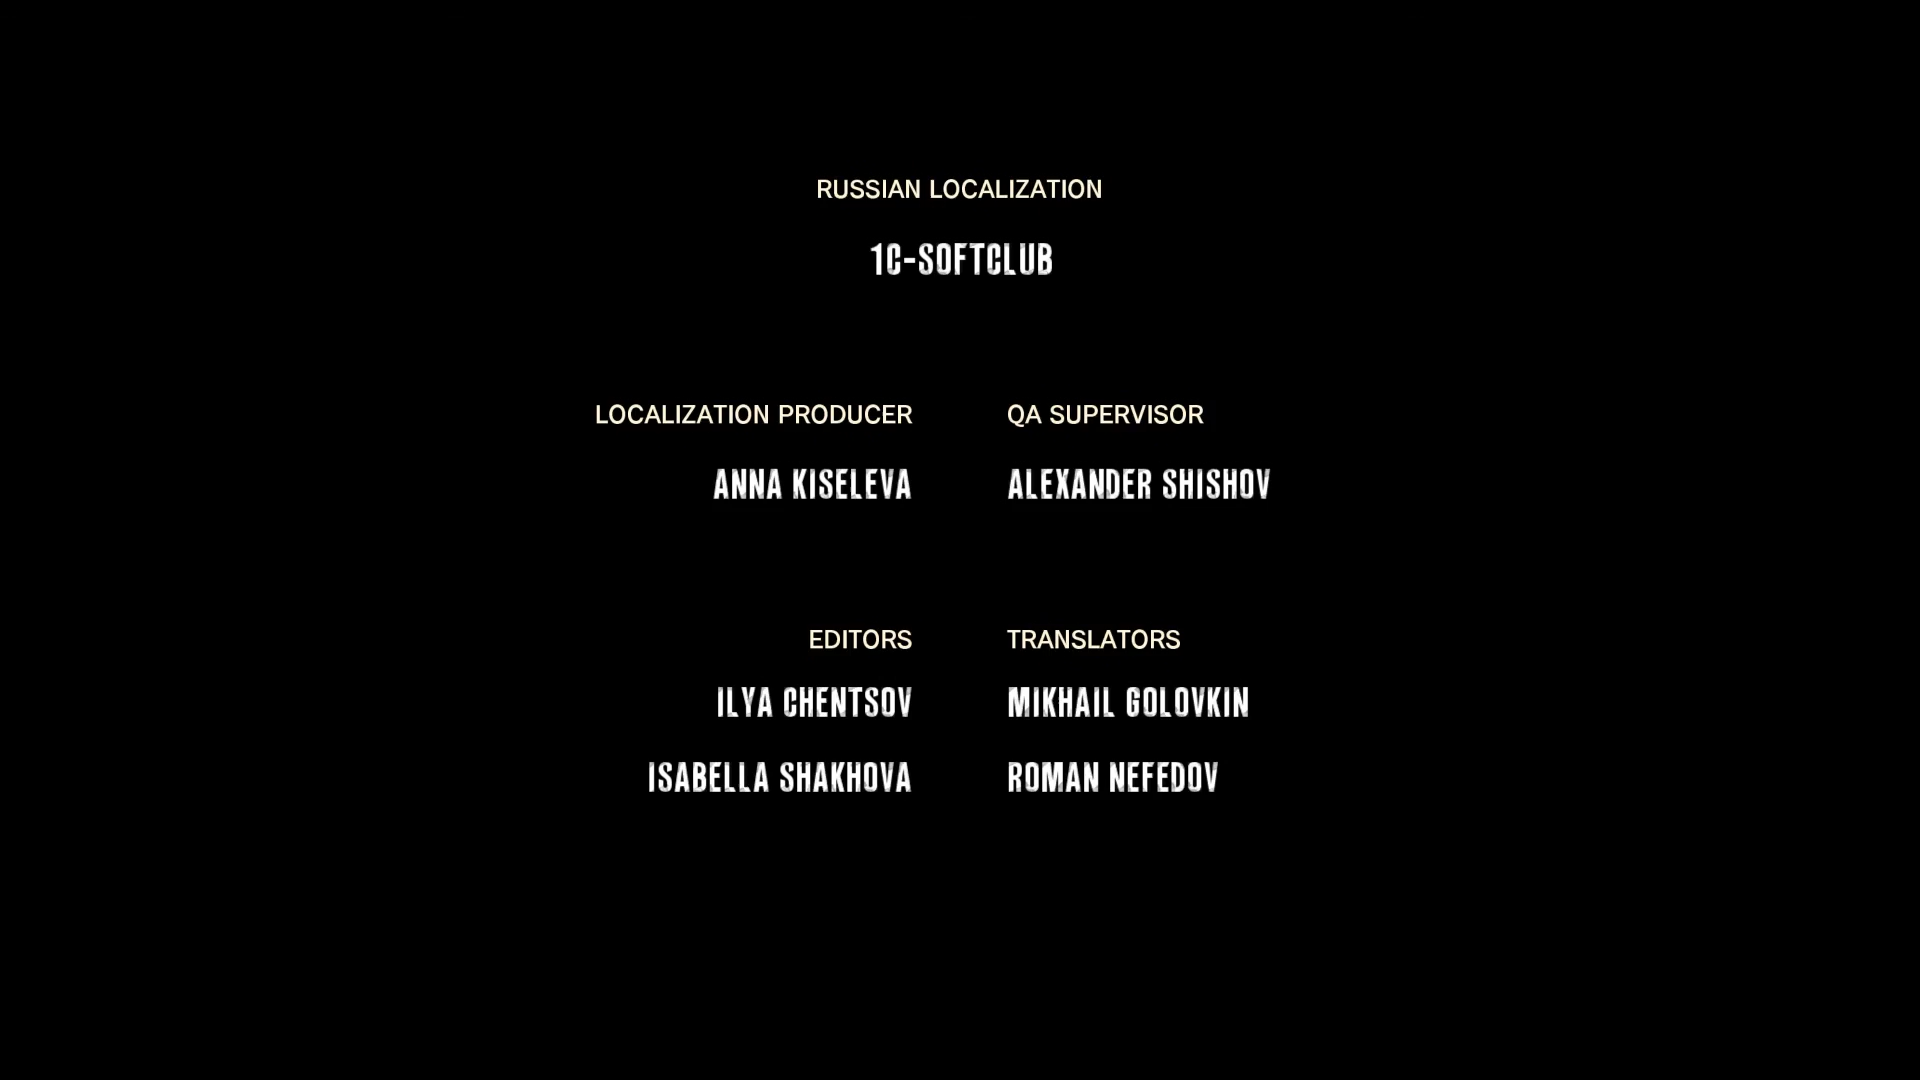 RUSSIAN LOCALIZATION
1C-SOFTCLUB
LOCALIZATION PRODUCER
ANNA KISELEVA
QA SUPERVISOR
ALEXANDER SHISHOV
EDITORS
ILYA CHENTSOV
ISABELLA SHAKHOVA
TRANSLATORS
MIKHAIL GOLOVKIN
ROMAN NEFEDOV